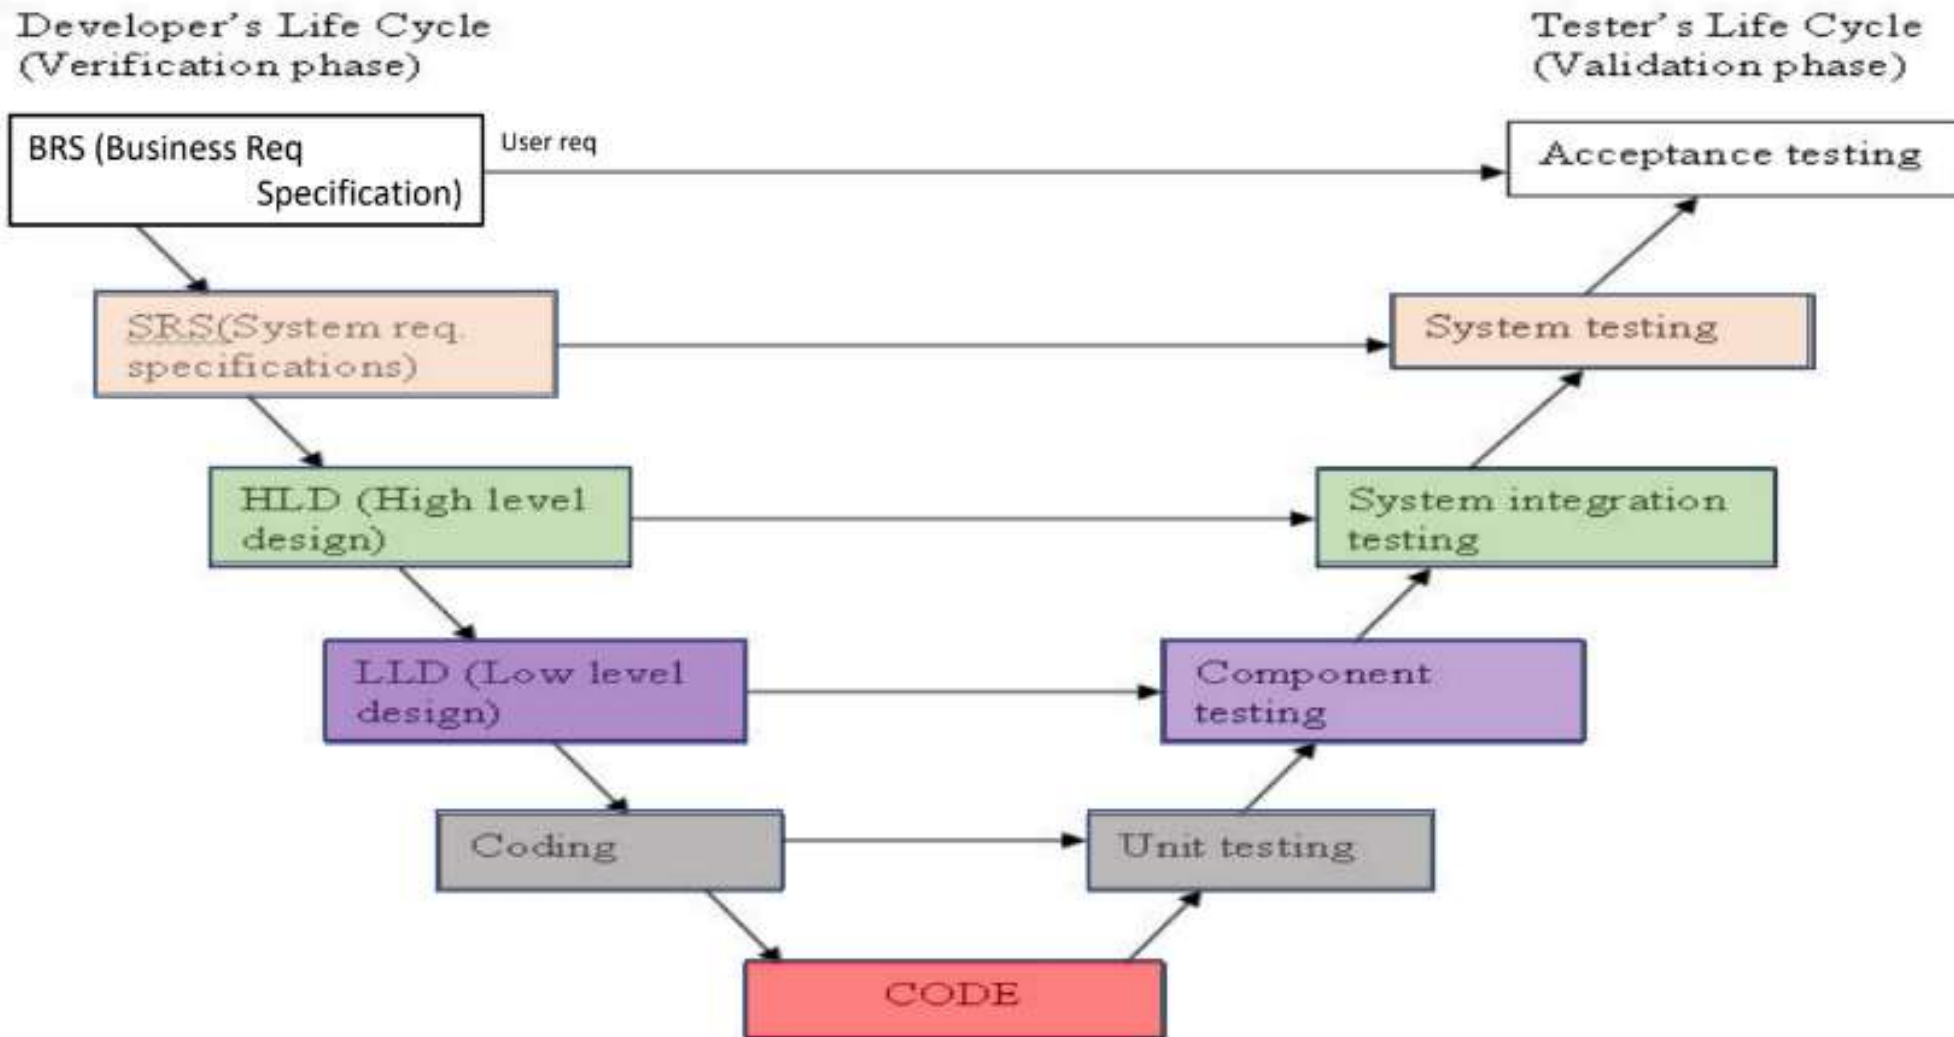 Developer's Life Cycle
(Verification phase)
Tester's Life Cycle
(Validation phase)
BRS (Business Req
Specification)
User req
Acceptance testing
SRS(System req.
specifications)
System testing
HLD (High level
design)
System integration
testing
LLD (Low level
design)
Component
testing
Coding
Unit testing
CODE